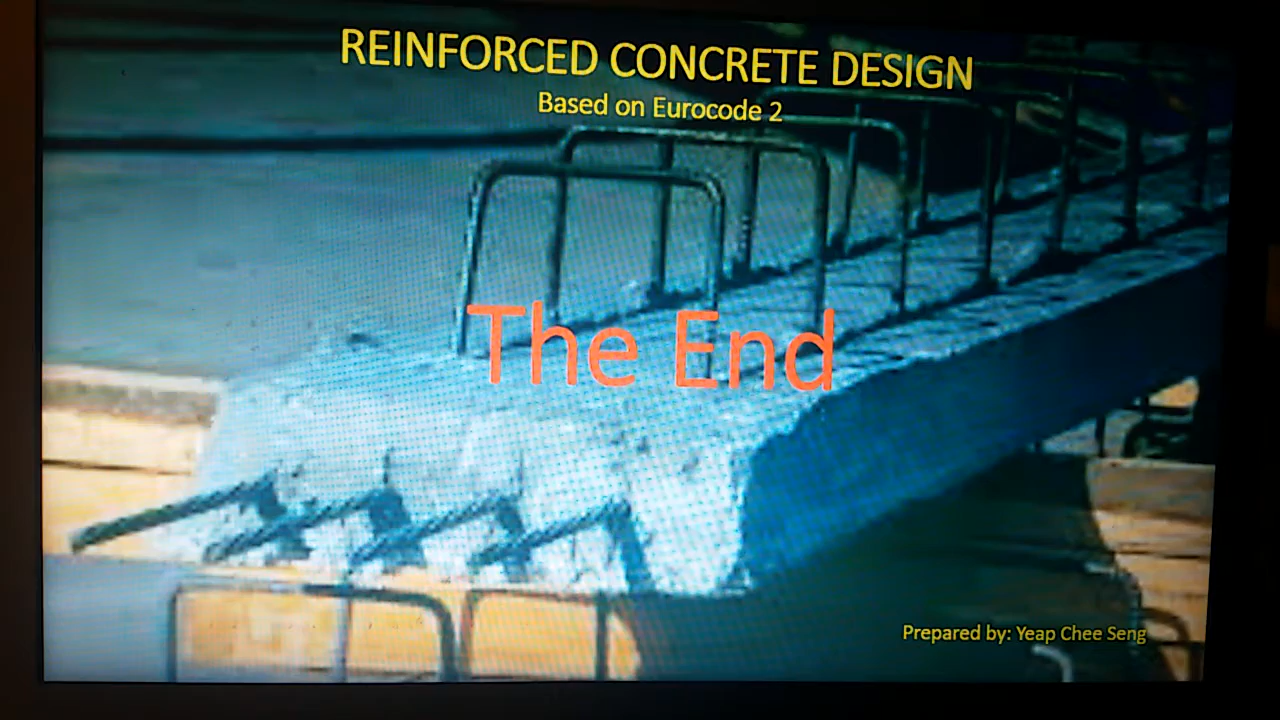 REINFORCED CONCRETE DESIGN
Based on Eurocode 2
The End
Prepared by: Yeap Chee Seng